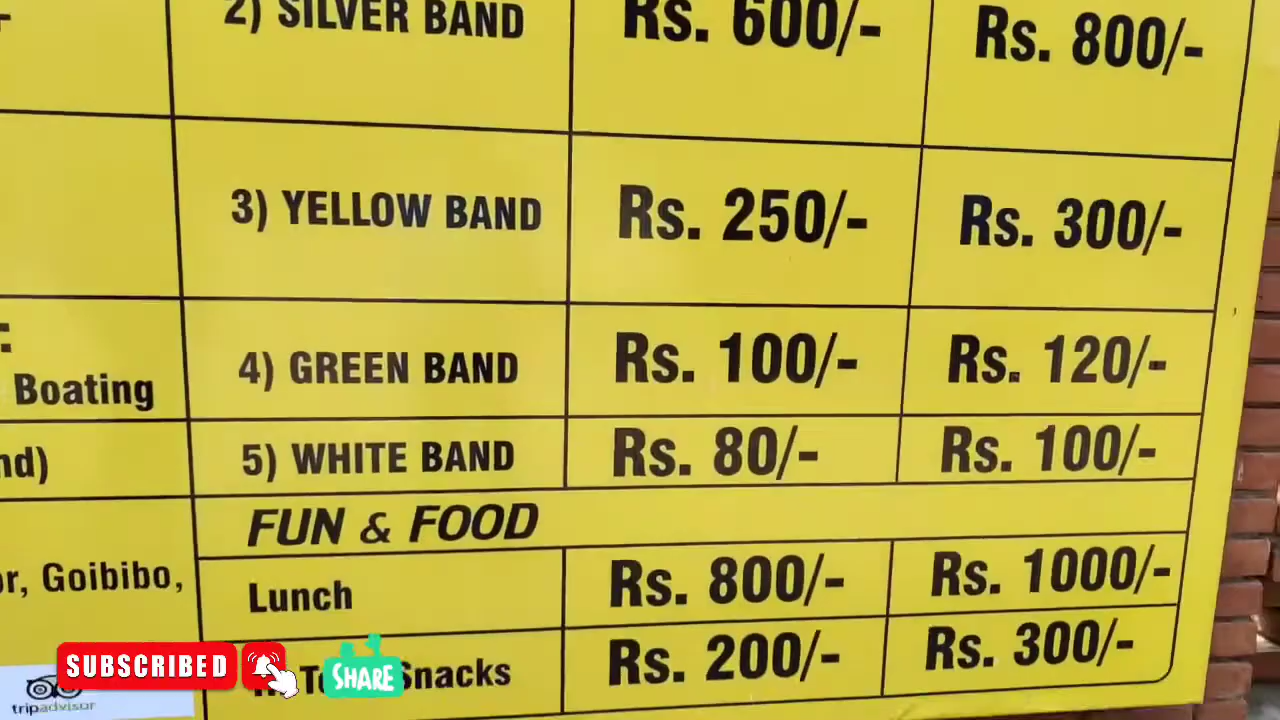 2) SILVER BAND Rs. 600/- Rs. 800/-
3) YELLOW BAND Rs. 250/- Rs. 300/-
:
Boating
4) GREEN BAND Rs. 100/- Rs. 120/-
nd)
5) WHITE BAND Rs. 80/- Rs. 100/-
FUN & FOOD
or, Goibibo,
Lunch Rs. 800/- Rs. 1000/-
Snacks Rs. 200/- Rs. 300/-
SUBSCRIBED
SHARE
tripadvisor